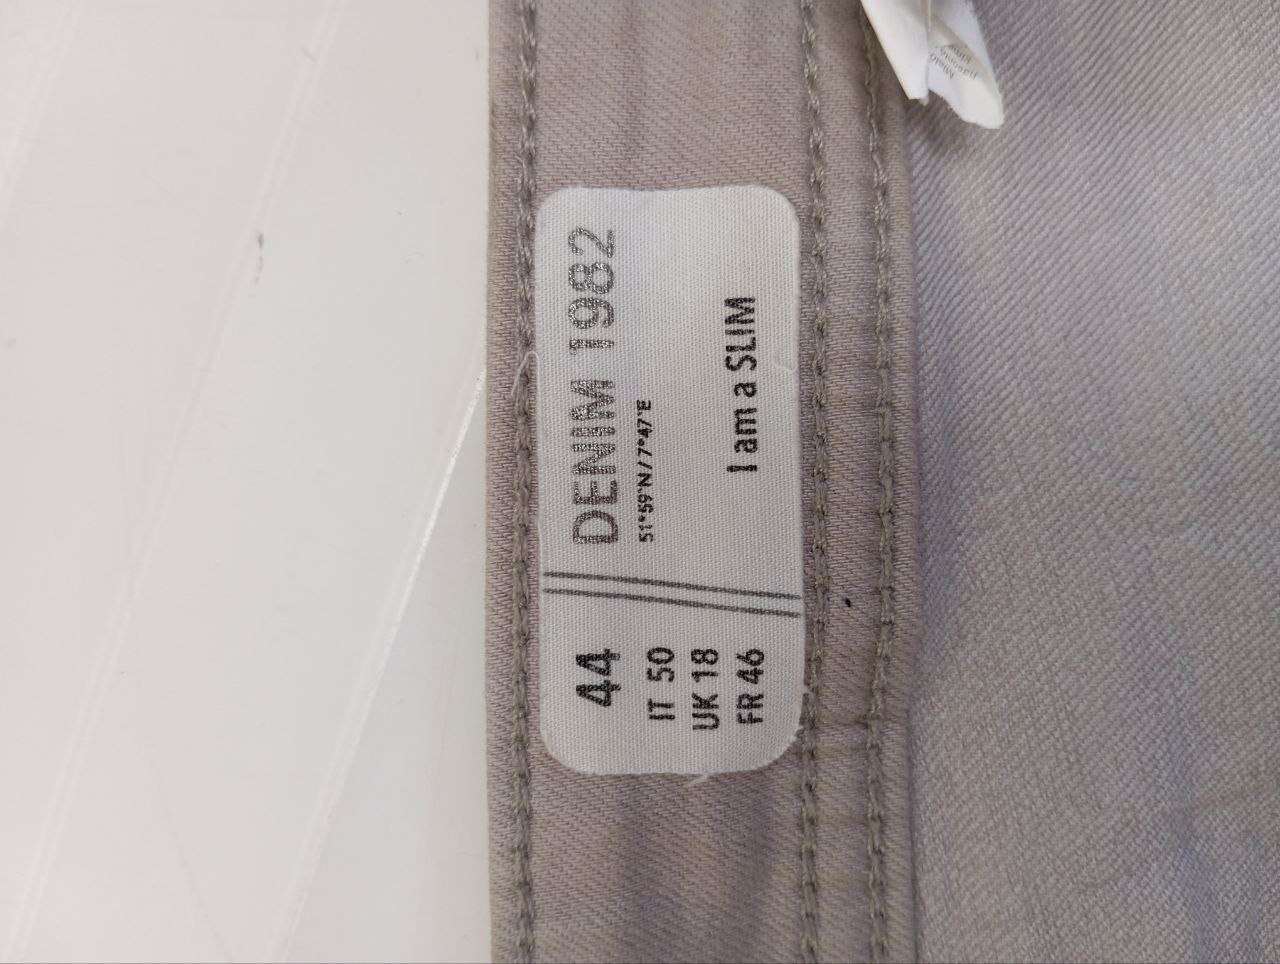 DENIM 1982
51°59'N/7°47'E
I am a SLIM
44
IT 50
UK 18
FR 46